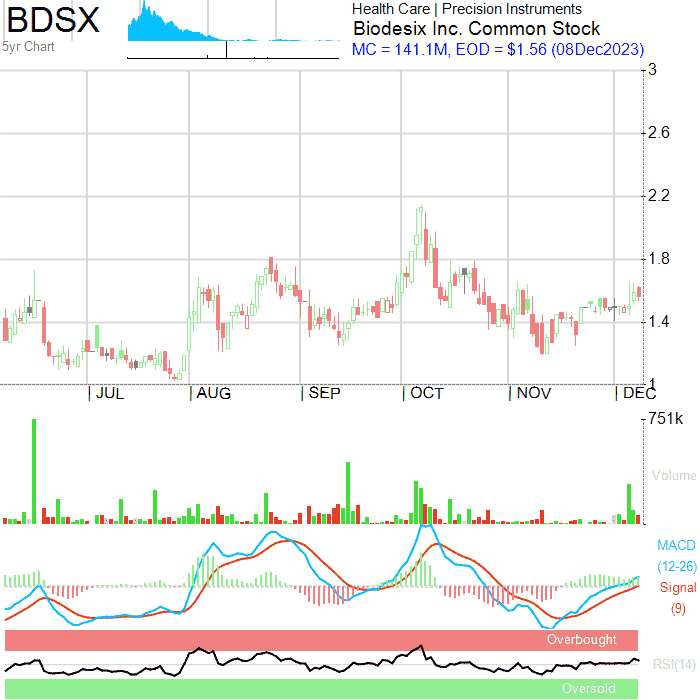 BDSX
5yr Chart
Health Care | Precision Instruments
Biodesix Inc. Common Stock
MC = 141.1M, EOD = $1.56 (08Dec2023)
3
2.6
2.2
1.8
1.4
1
| JUL | AUG | SEP | OCT | NOV | DEC
751k
Volume
MACD
(12-26)
Signal
(9)
Overbought
RSI(14)
Oversold